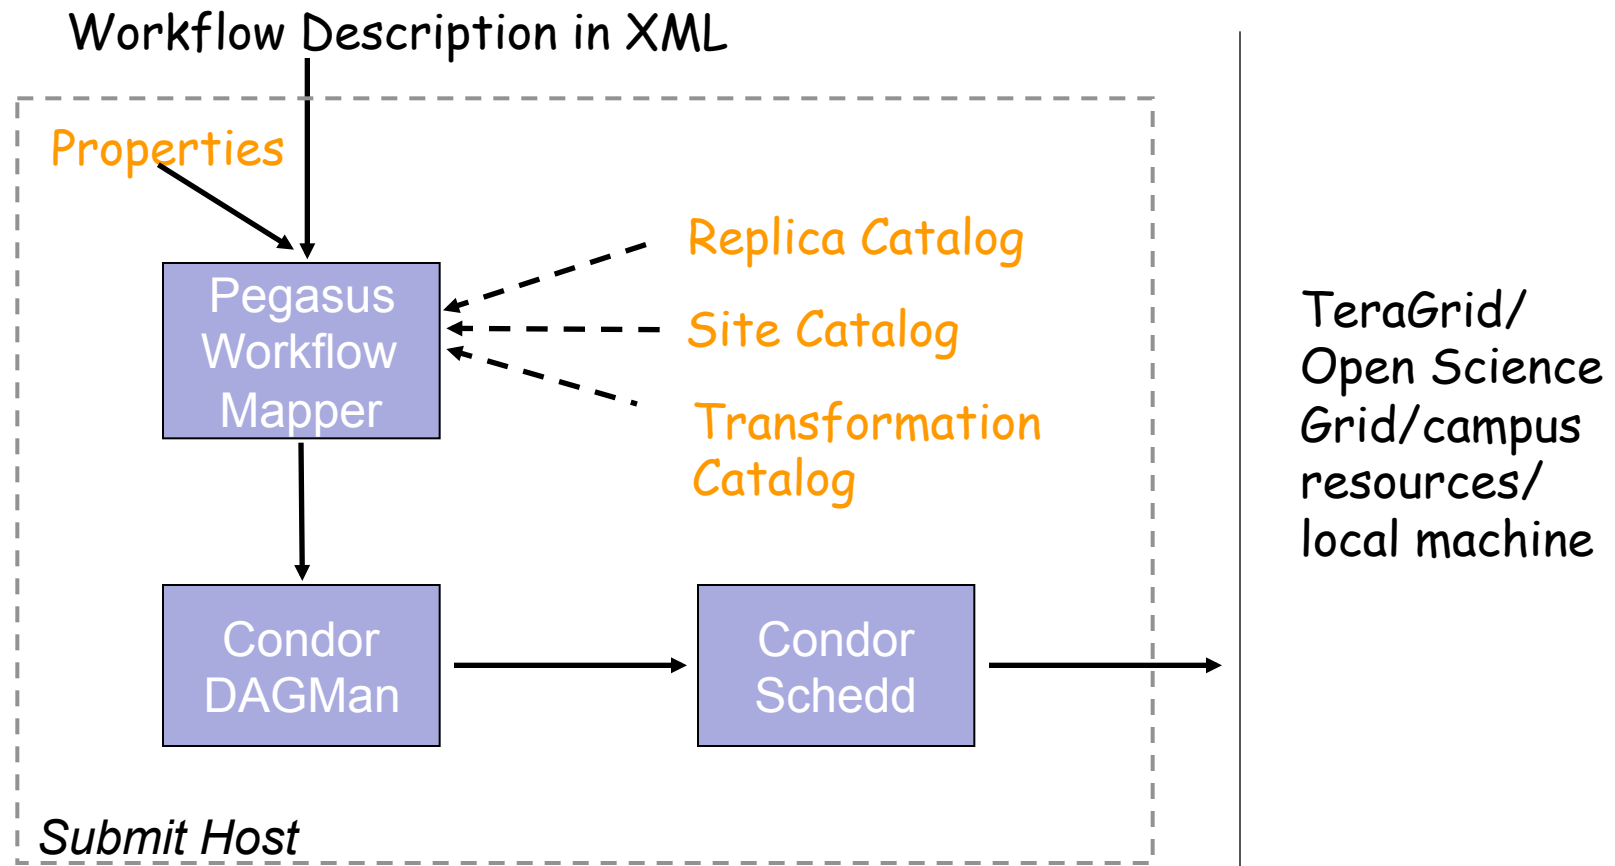 Workflow Description in XML
Properties
Replica Catalog
Pegasus
Workflow
Mapper
Site Catalog
Transformation
Catalog
TeraGrid/
Open Science
Grid/campus
resources/
local machine
Condor
DAGMan
Condor
Schedd
Submit Host